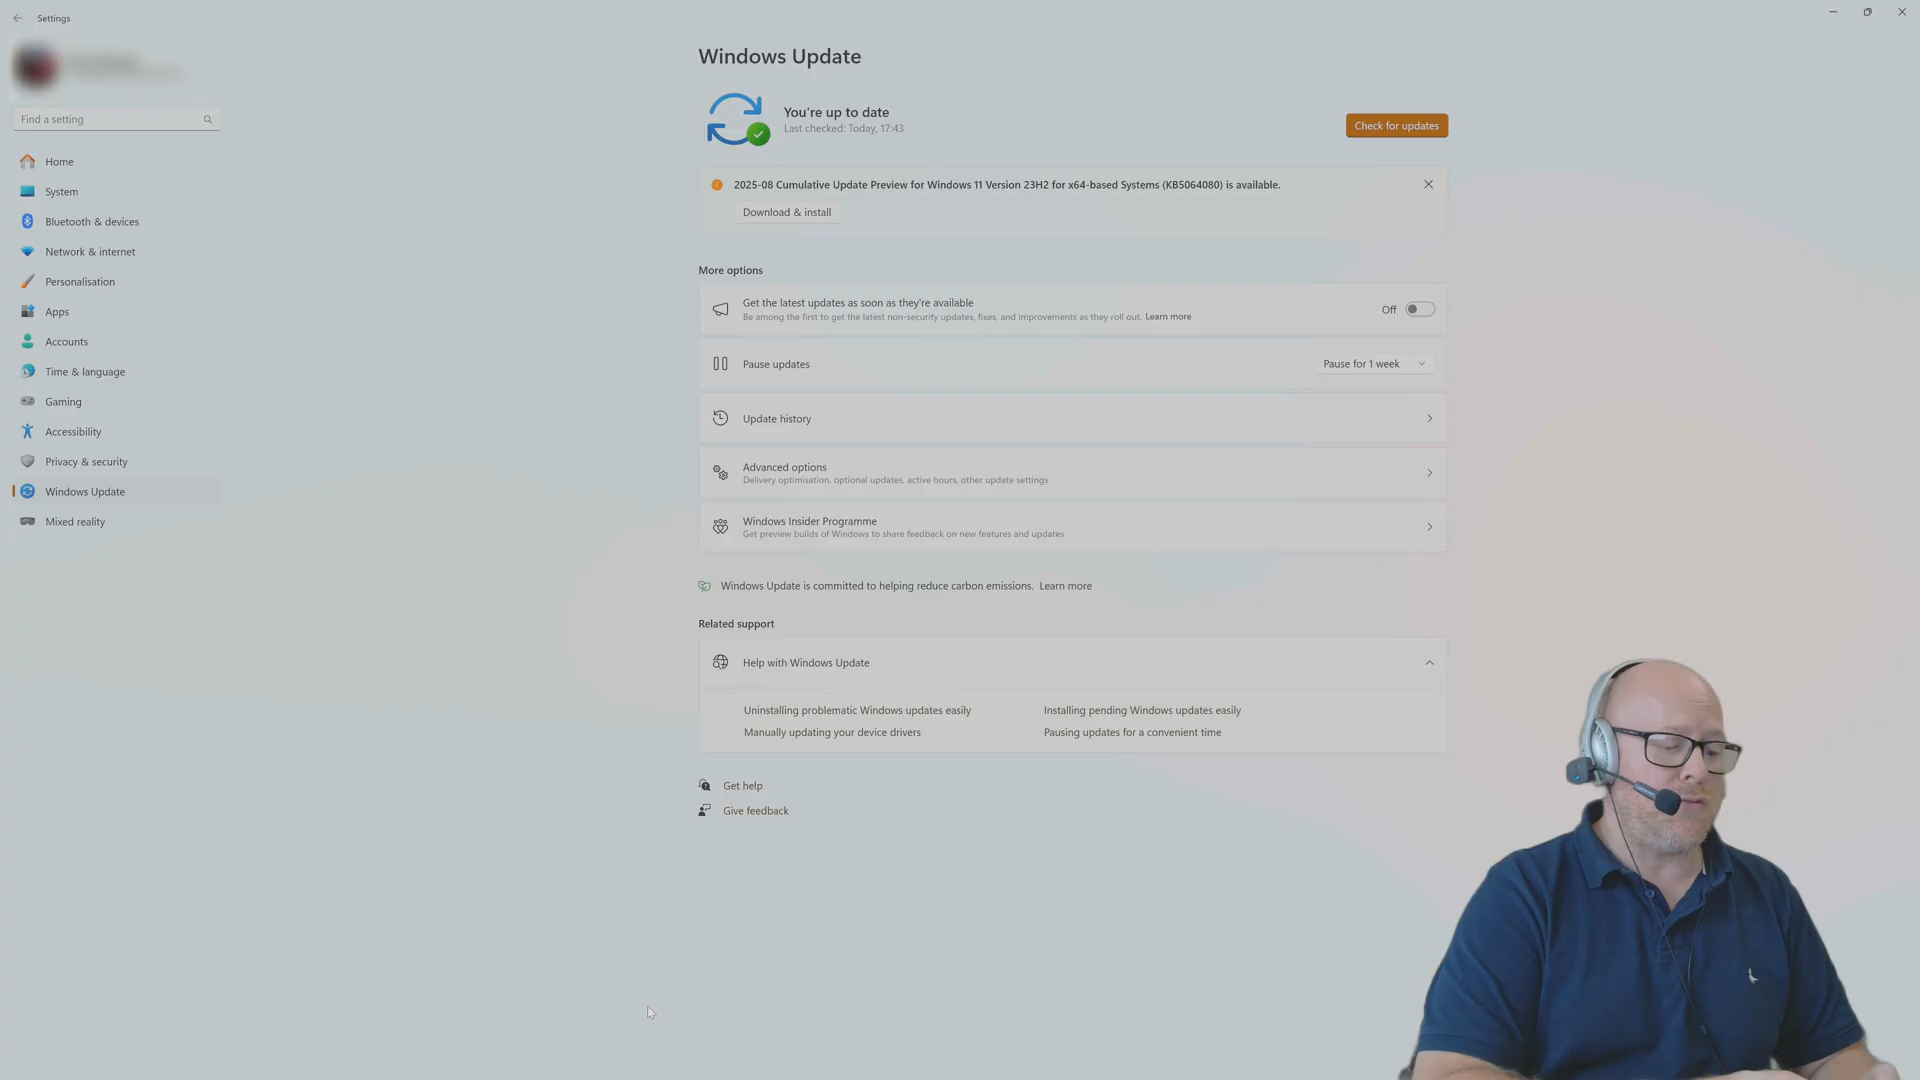 Settings
Find a setting
Home
System
Bluetooth & devices
Network & internet
Personalisation
Apps
Accounts
Time & language
Gaming
Accessibility
Privacy & security
Windows Update
Mixed reality
Windows Update
You're up to date
Last checked: Today, 17:43
Check for updates
2025-08 Cumulative Update Preview for Windows 11 Version 23H2 for x64-based Systems (KB5064080) is available.
Download & install
More options
Get the latest updates as soon as they're available
Be among the first to get the latest non-security updates, fixes, and improvements as they roll out. Learn more
Off
Pause updates
Pause for 1 week
Update history
Advanced options
Delivery optimisation, optional updates, active hours, other update settings
Windows Insider Programme
Get preview builds of Windows to share feedback on new features and updates
Windows Update is committed to helping reduce carbon emissions. Learn more
Related support
Help with Windows Update
Uninstalling problematic Windows updates easily
Installing pending Windows updates easily
Manually updating your device drivers
Pausing updates for a convenient time
Get help
Give feedback